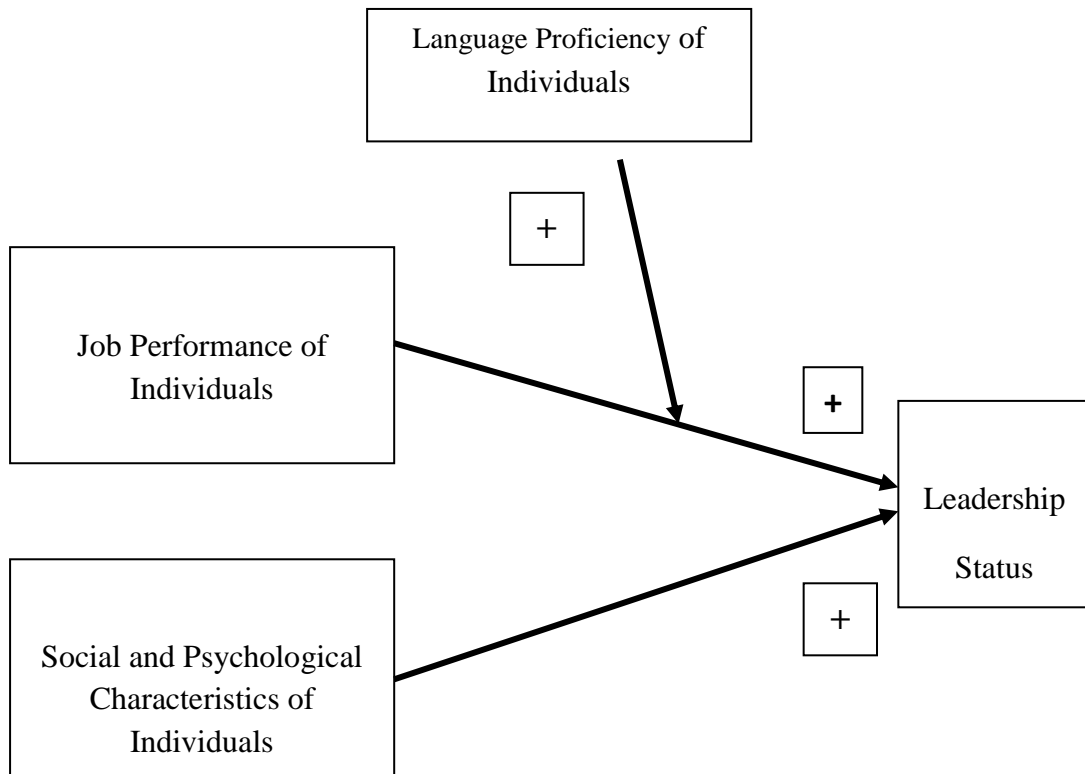 Language Proficiency of
Individuals
+
Job Performance of
Individuals
+
Leadership
Status
+
Social and Psychological
Characteristics of
Individuals